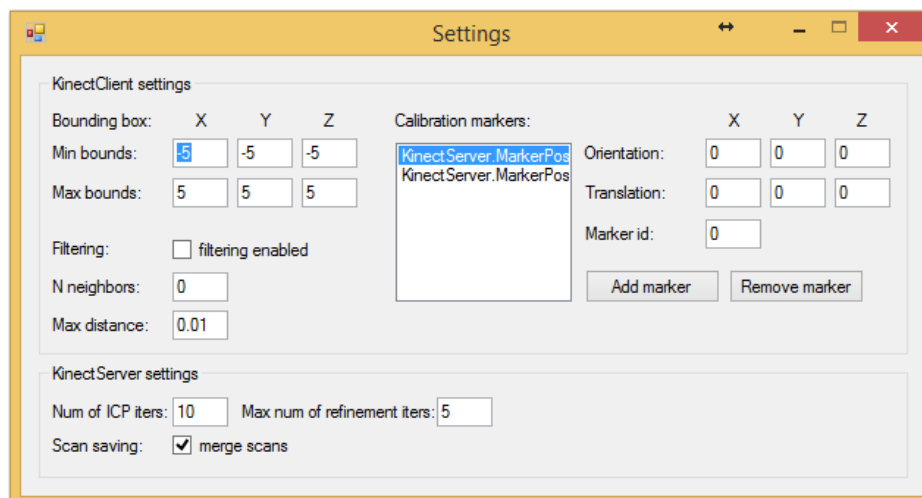 Settings
KinectClient settings
Bounding box: X Y Z Calibration markers: X Y Z
Min bounds: -5 -5 -5 KinectServer.MarkerPos Orientation: 0 0 0
KinectServer.MarkerPos
Max bounds: 5 5 5 Translation: 0 0 0
Marker id: 0
Filtering: filtering enabled
N neighbors: 0 Add marker Remove marker
Max distance: 0.01
KinectServer settings
Num of ICP iters: 10 Max num of refinement iters: 5
Scan saving: merge scans